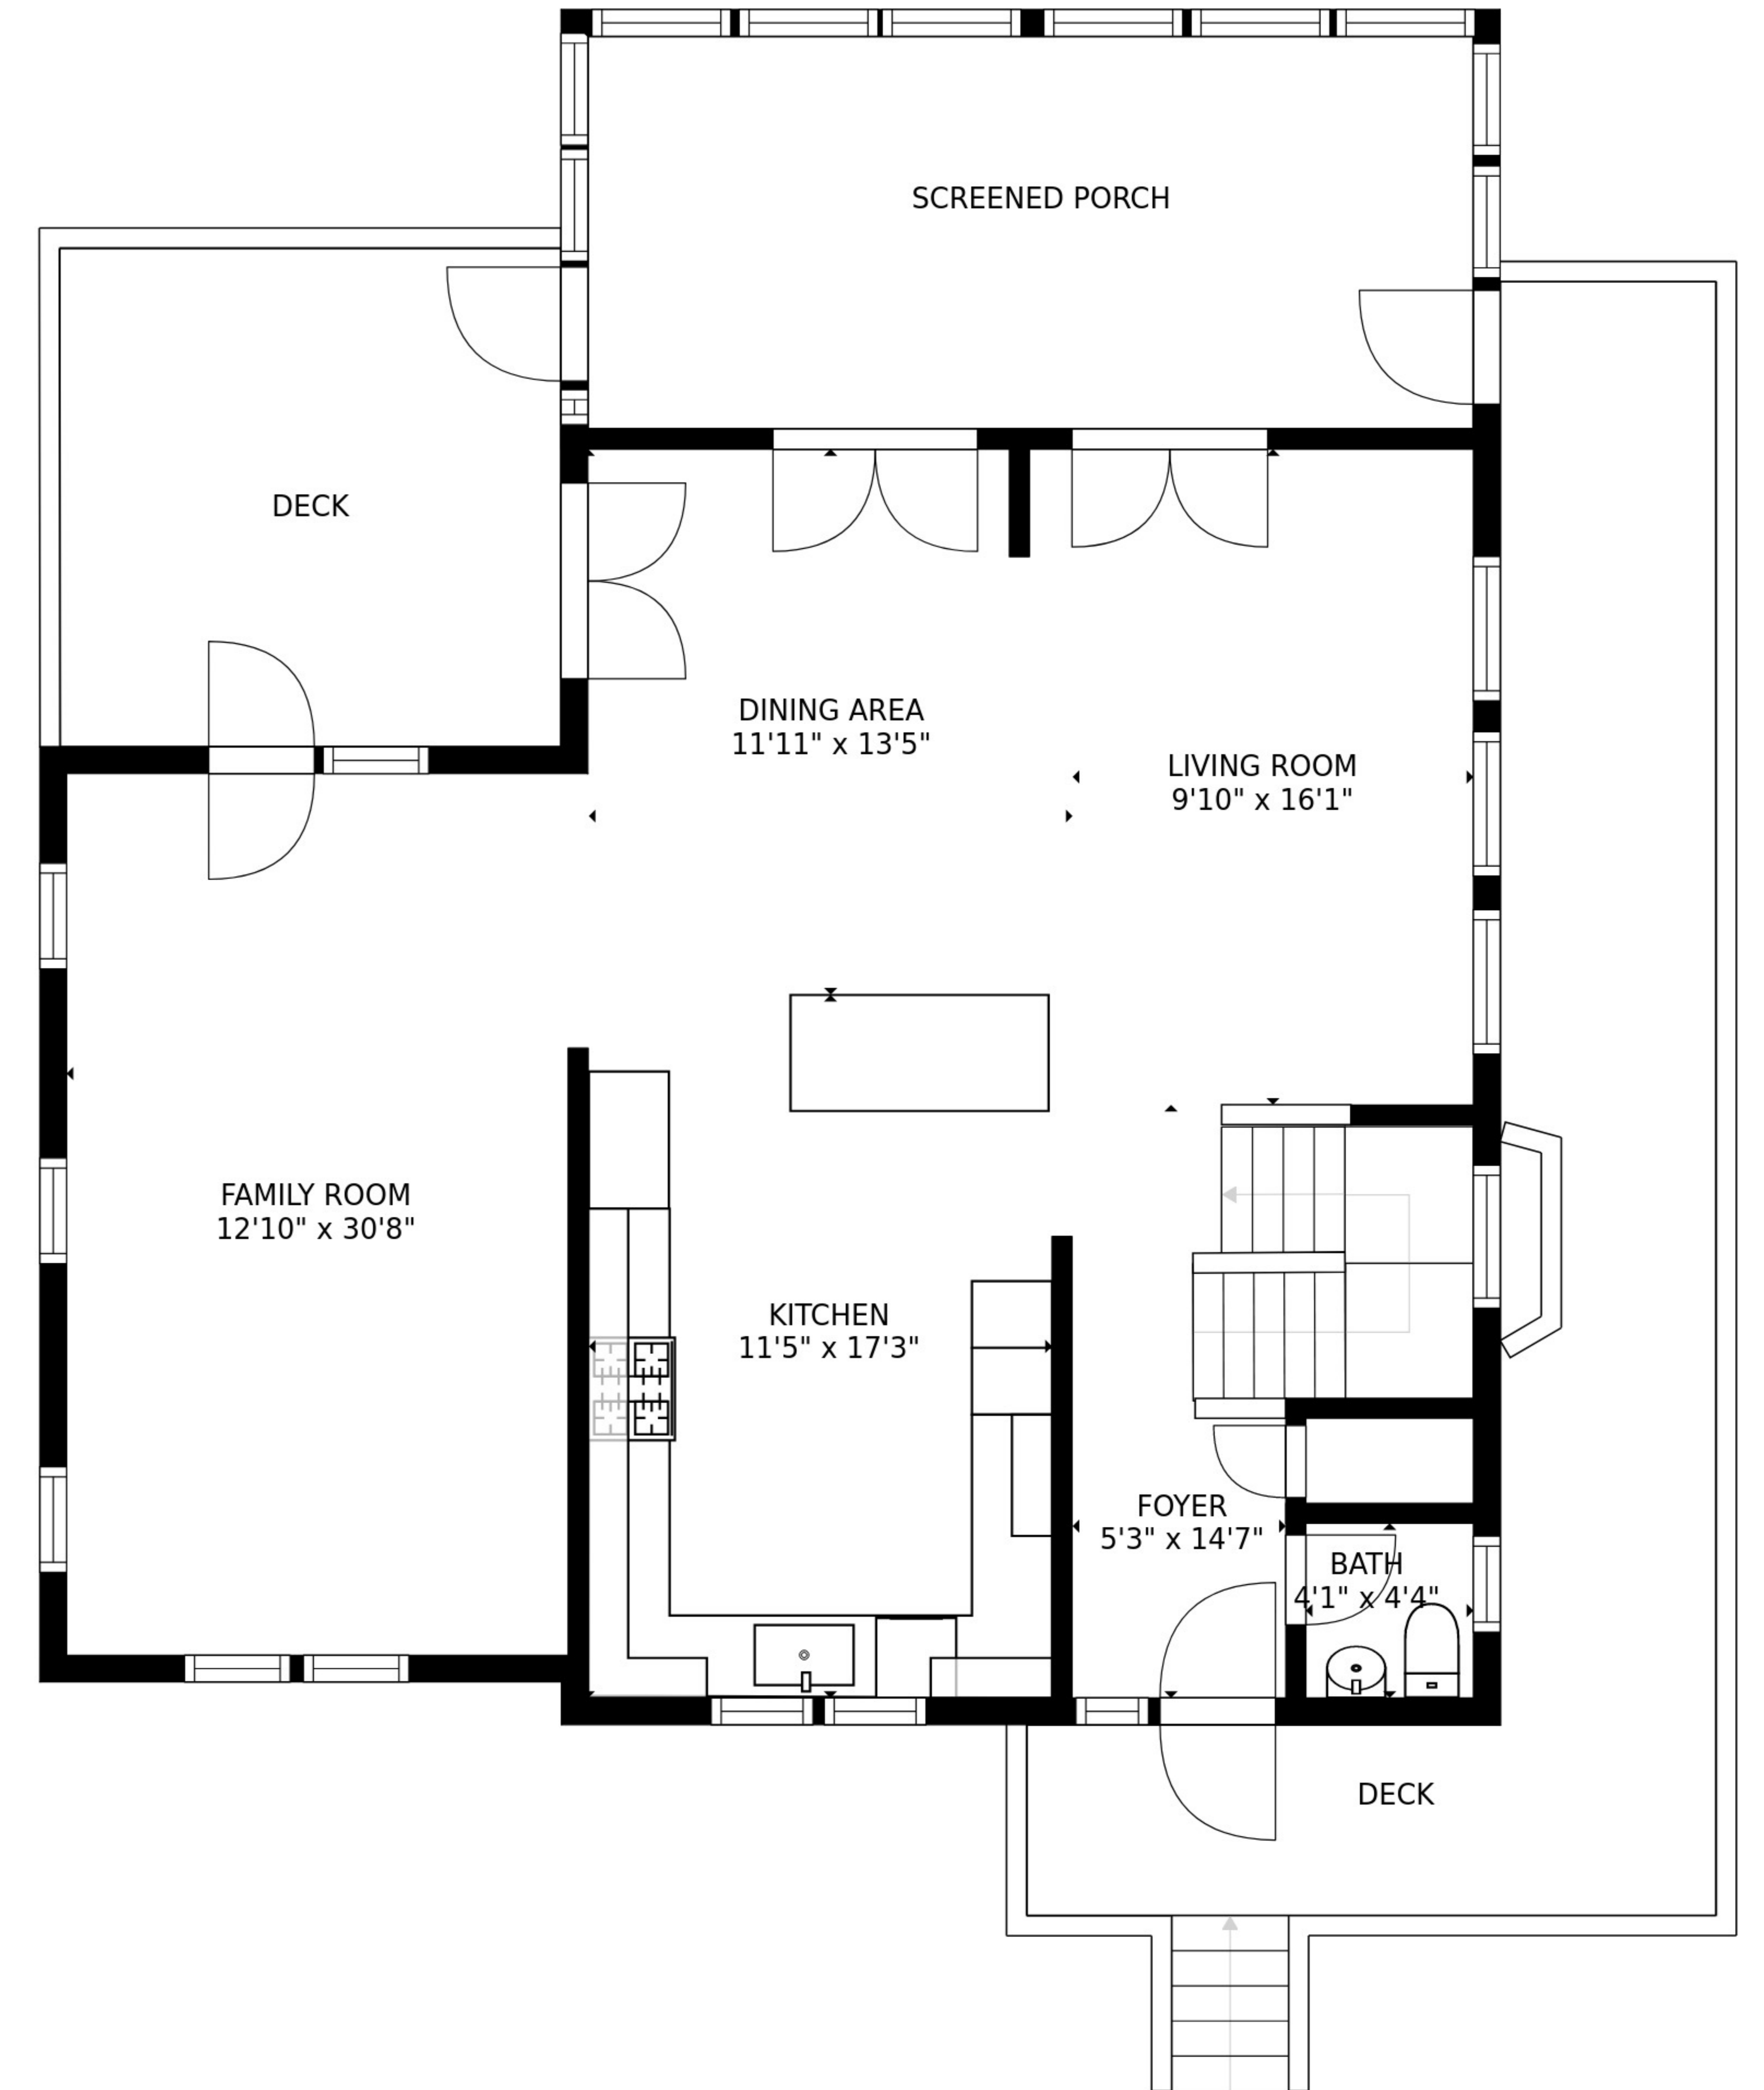 SCREENED PORCH
DECK
DINING AREA
11'11" x 13'5"
LIVING ROOM
9'10" x 16'1"
FAMILY ROOM
12'10" x 30'8"
KITCHEN
11'5" x 17'3"
FOYER
5'3" x 14'7"
BATH
4'1" x 4'4"
DECK